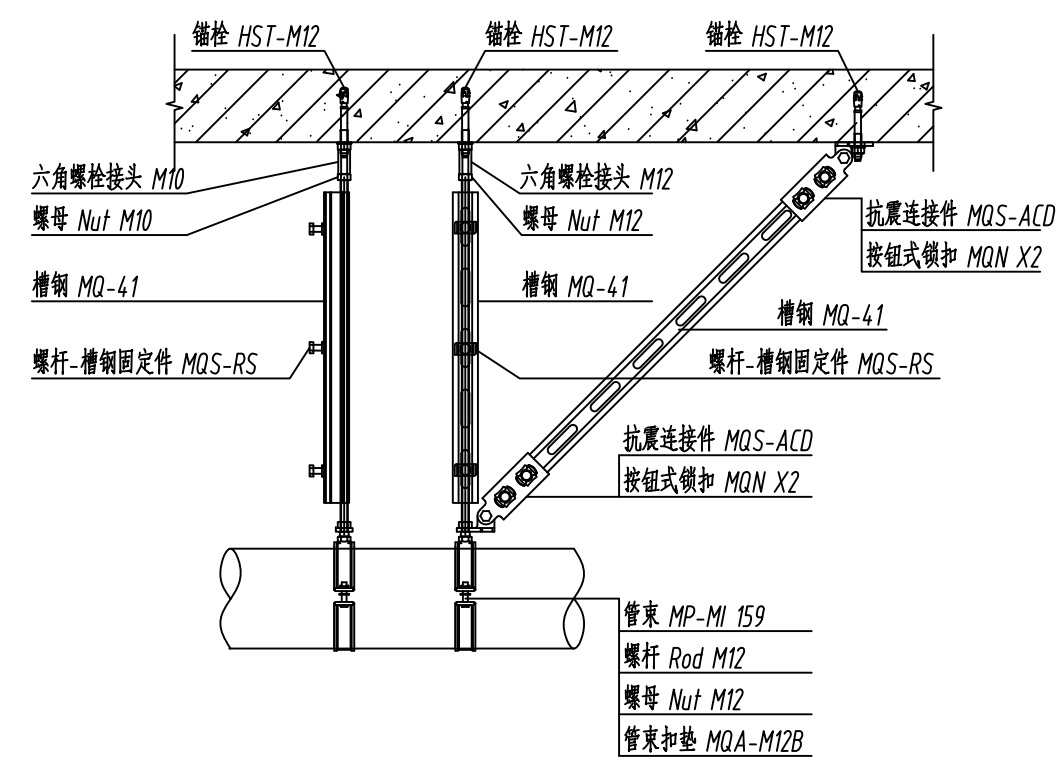 锚栓 HST-M12
锚栓 HST-M12
锚栓 HST-M12
六角螺栓接头 M10
六角螺栓接头 M12
螺母 Nut M10
螺母 Nut M12
抗震连接件 MQS-ACD
按钮式锁扣 MQN X2
槽钢 MQ-41
槽钢 MQ-41
槽钢 MQ-41
螺杆-槽钢固定件 MQS-RS
螺杆-槽钢固定件 MQS-RS
抗震连接件 MQS-ACD
按钮式锁扣 MQN X2
管束 MP-MI 159
螺杆 Rod M12
螺母 Nut M12
管束扣垫 MQA-M12B